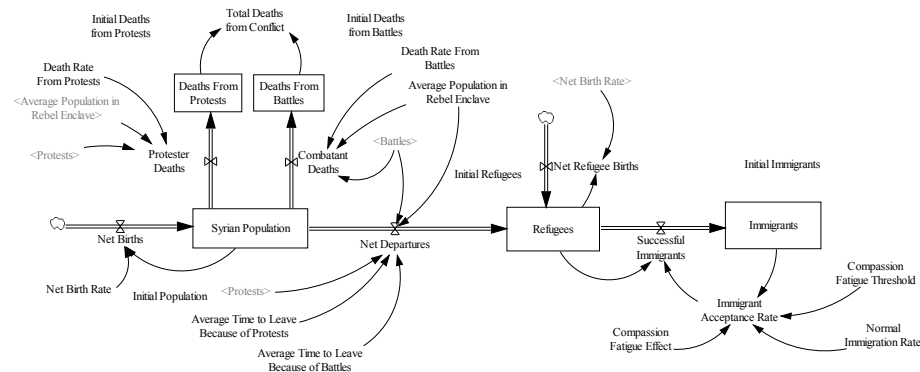 Initial Deaths
from Protests
Total Deaths
from Conflict
Initial Deaths
from Battles
Death Rate
From Protests
<Average Population in
Rebel Enclave>
<Protests>
Protester
Deaths
Deaths From
Protests
Deaths From
Battles
Death Rate From
Battles
Average Population in
Rebel Enclave
<Battles>
Combatant
Deaths
Initial Refugees
<Net Birth Rate>
Net Refugee Births
Initial Immigrants
Net Births
Syrian Population
Net Departures
Refugees
Successful
Immigrants
Immigrants
Net Birth Rate
Initial Population
<Protests>
Average Time to Leave
Because of Protests
Average Time to Leave
Because of Battles
Compassion
Fatigue Threshold
Immigrant
Acceptance Rate
Compassion
Fatigue Effect
Normal
Immigration Rate